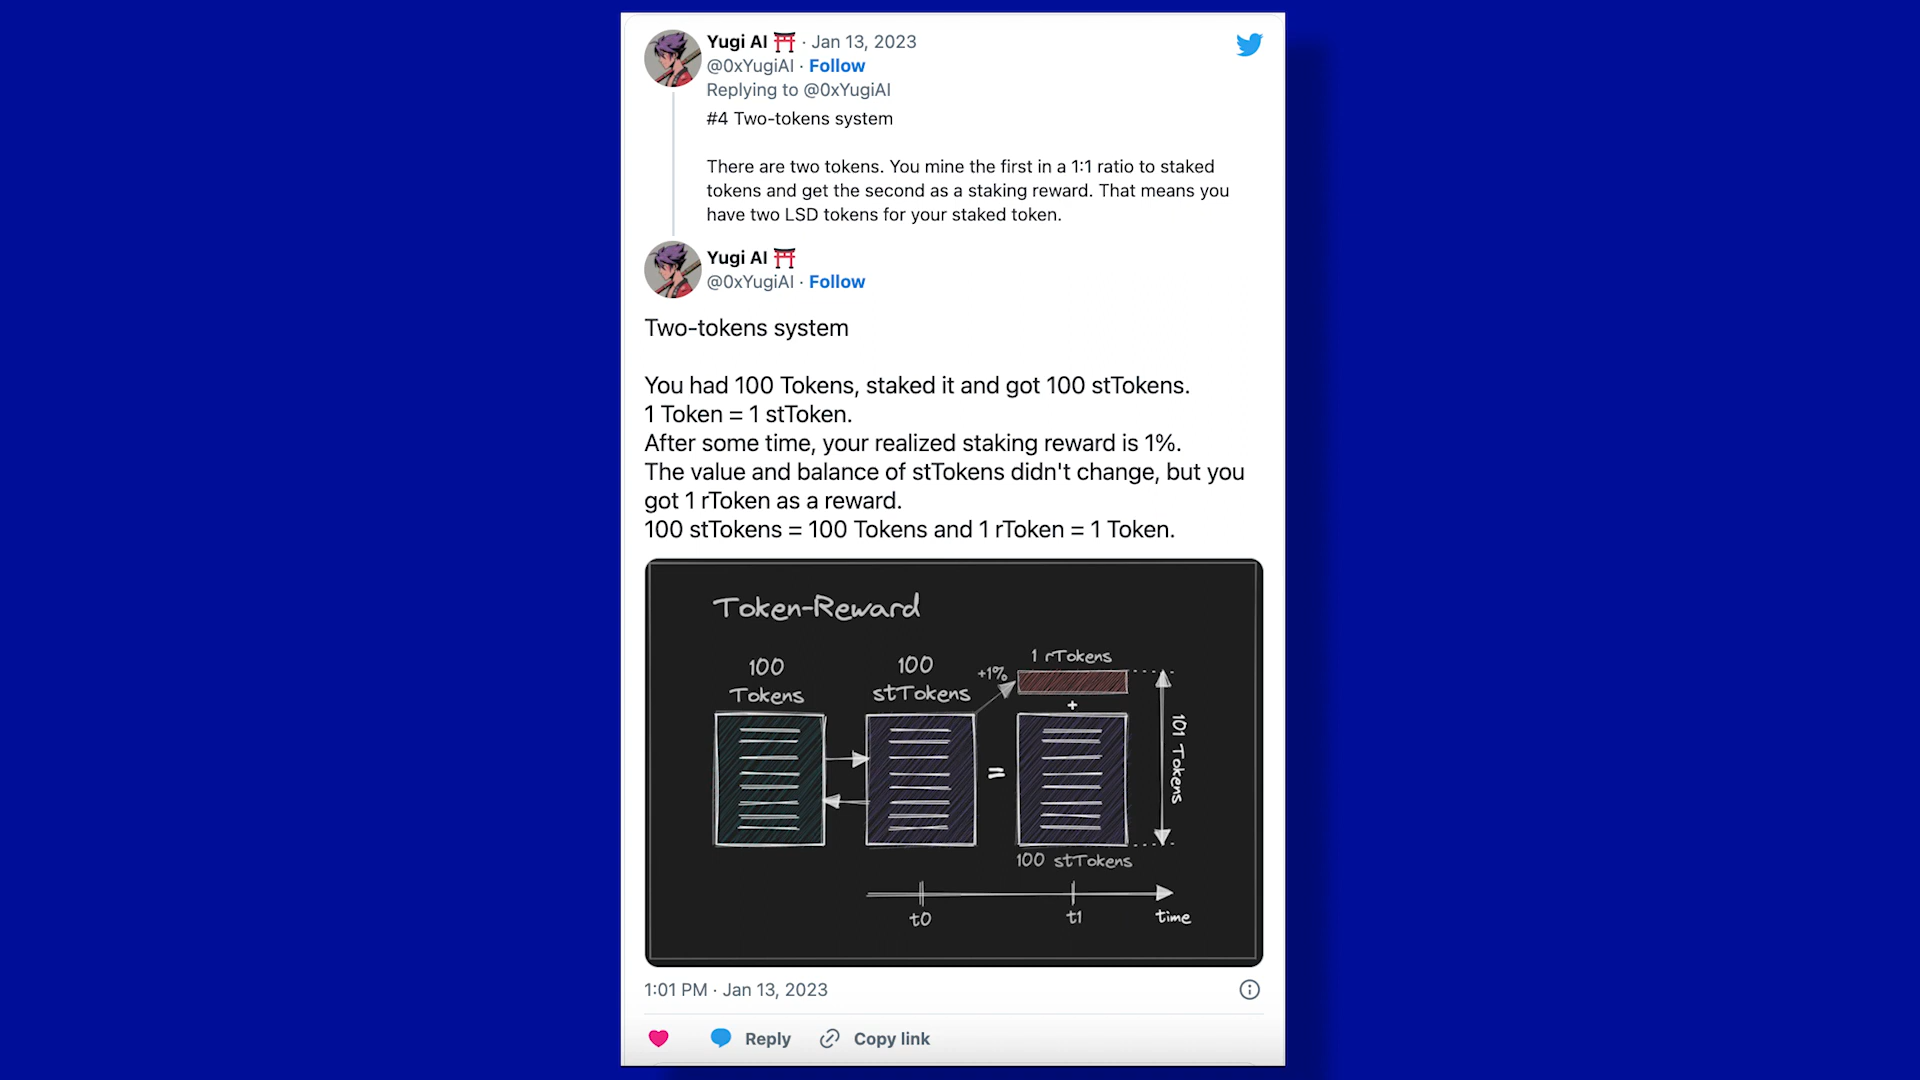 Yugi AI ⛩️ · Jan 13, 2023
@0xYugiAI · Follow
Replying to @0xYugiAI
#4 Two-tokens system
There are two tokens. You mine the first in a 1:1 ratio to staked
tokens and get the second as a staking reward. That means you
have two LSD tokens for your staked token.
Yugi AI ⛩️
@0xYugiAI · Follow
Two-tokens system
You had 100 Tokens, staked it and got 100 stTokens.
1 Token = 1 stToken.
After some time, your realized staking reward is 1%.
The value and balance of stTokens didn't change, but you
got 1 rToken as a reward.
100 stTokens = 100 Tokens and 1 rToken = 1 Token.
Token-Reward
100
Tokens
100
stTokens
+1%
1 rTokens
+
=
101 Tokens
100 stTokens
t0
t1
time
1:01 PM · Jan 13, 2023
Reply
Copy link